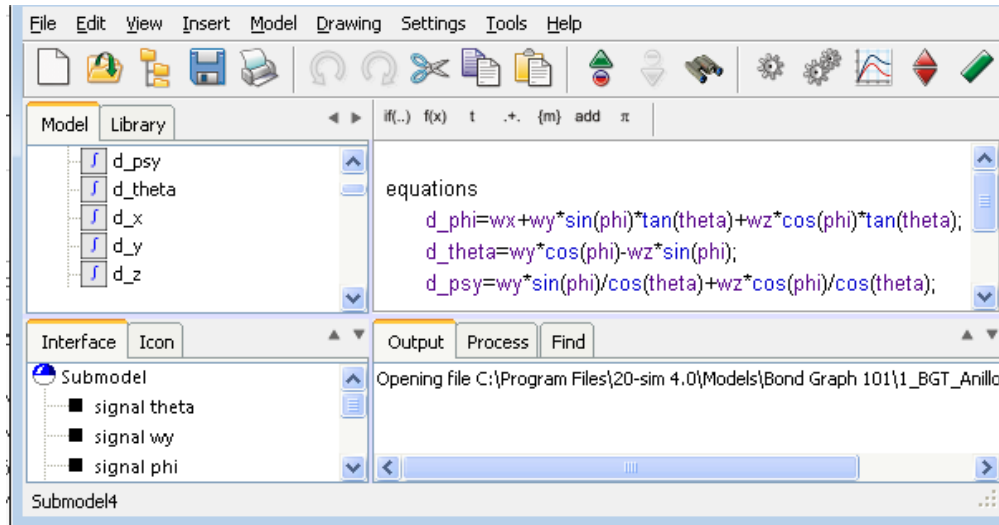 File Edit View Insert Model Drawing Settings Tools Help
Model Library
if(..) f(x) t .+. {m} add π
d_psy
d_theta
d_x
d_y
d_z
equations
d_phi=wx+wy*sin(phi)*tan(theta)+wz*cos(phi)*tan(theta);
d_theta=wy*cos(phi)-wz*sin(phi);
d_psy=wy*sin(phi)/cos(theta)+wz*cos(phi)/cos(theta);
Interface Icon
Submodel
signal theta
signal wy
signal phi
Output Process Find
Opening file C:\Program Files\20-sim 4.0\Models\Bond Graph 101\1_BGT_Anillo
Submodel4